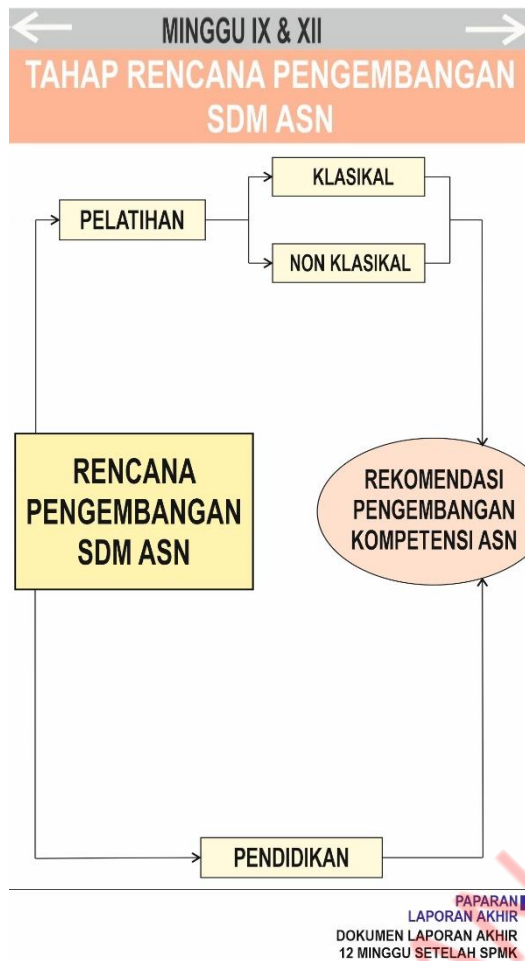 MINGGU IX & XII
TAHAP RENCANA PENGEMBANGAN
SDM ASN
KLASIKAL
PELATIHAN
NON KLASIKAL
RENCANA
PENGEMBANGAN
SDM ASN
REKOMENDASI
PENGEMBANGAN
KOMPETENSI ASN
PENDIDIKAN
PAPARAN
LAPORAN AKHIR
DOKUMEN LAPORAN AKHIR
12 MINGGU SETELAH SPMK